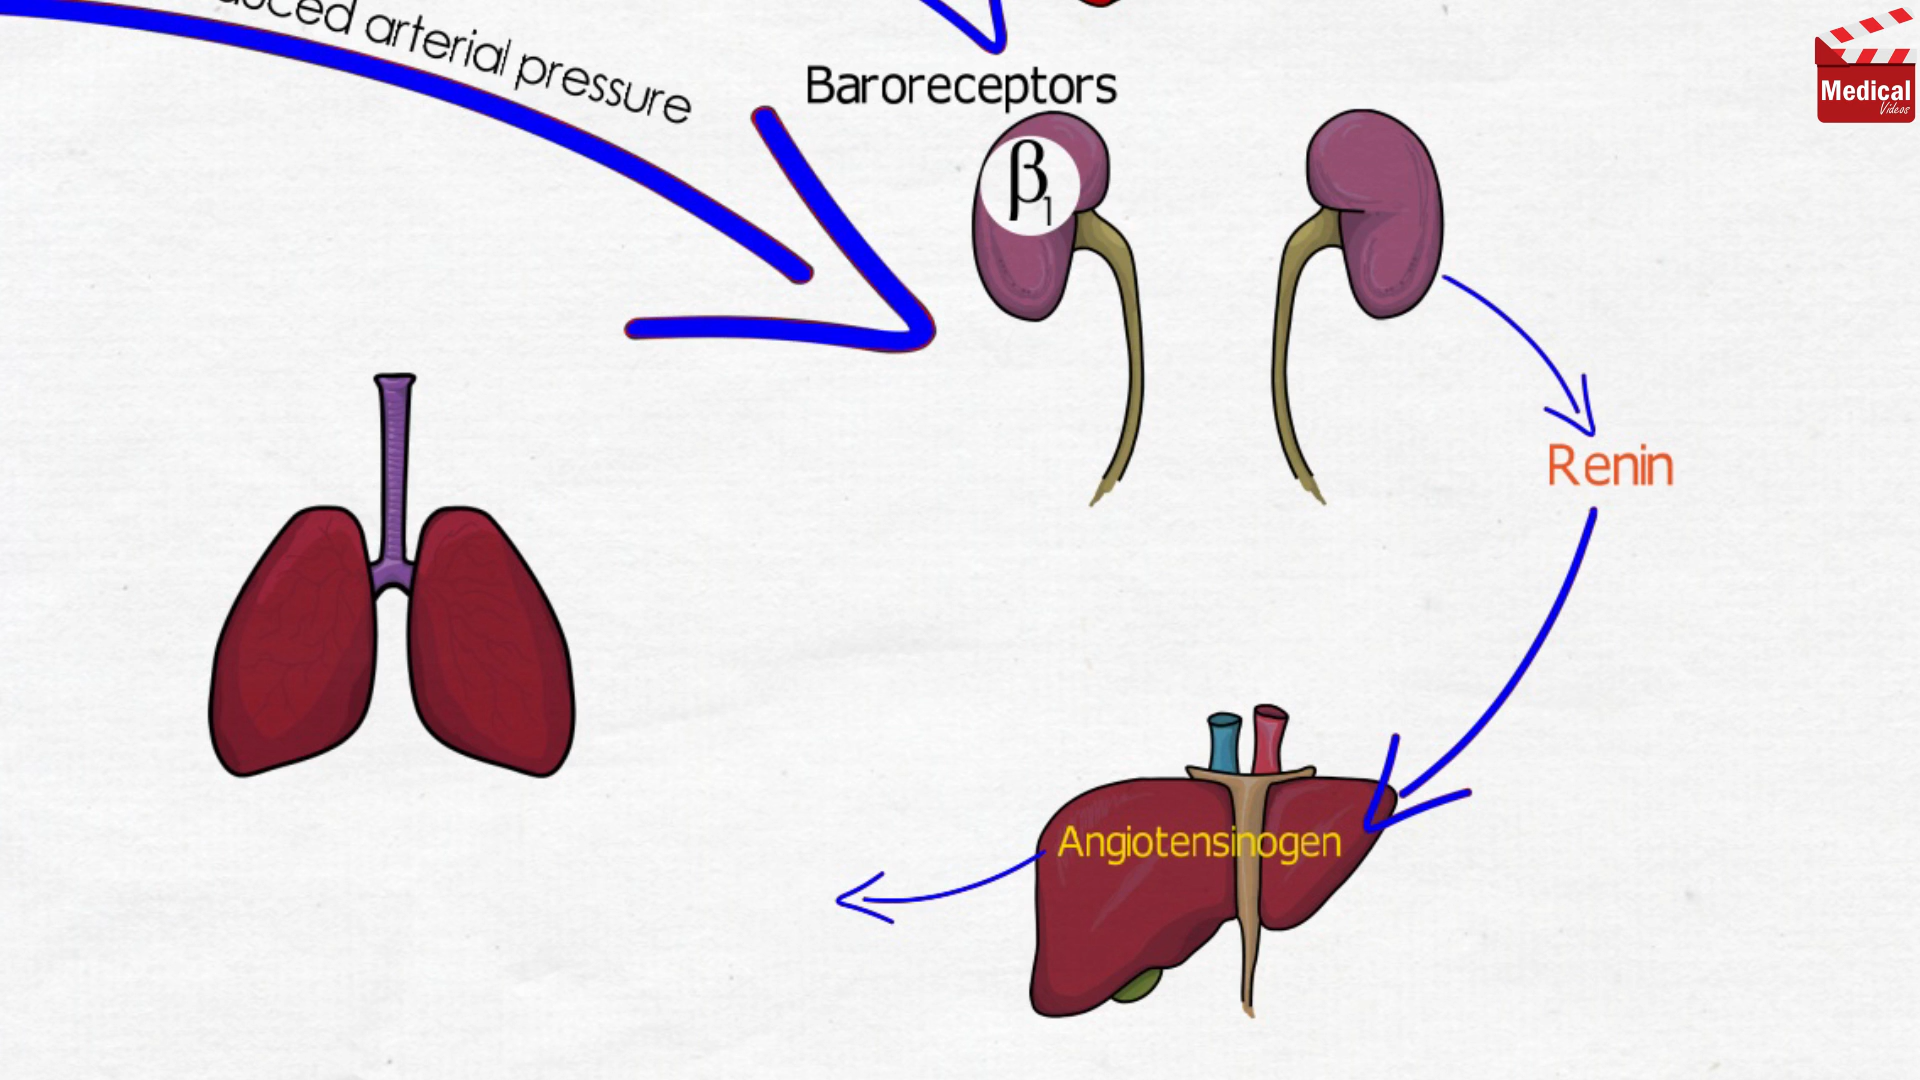 arterial pressure
Baroreceptors
β1
Renin
Angiotensinogen
Medical
Videos